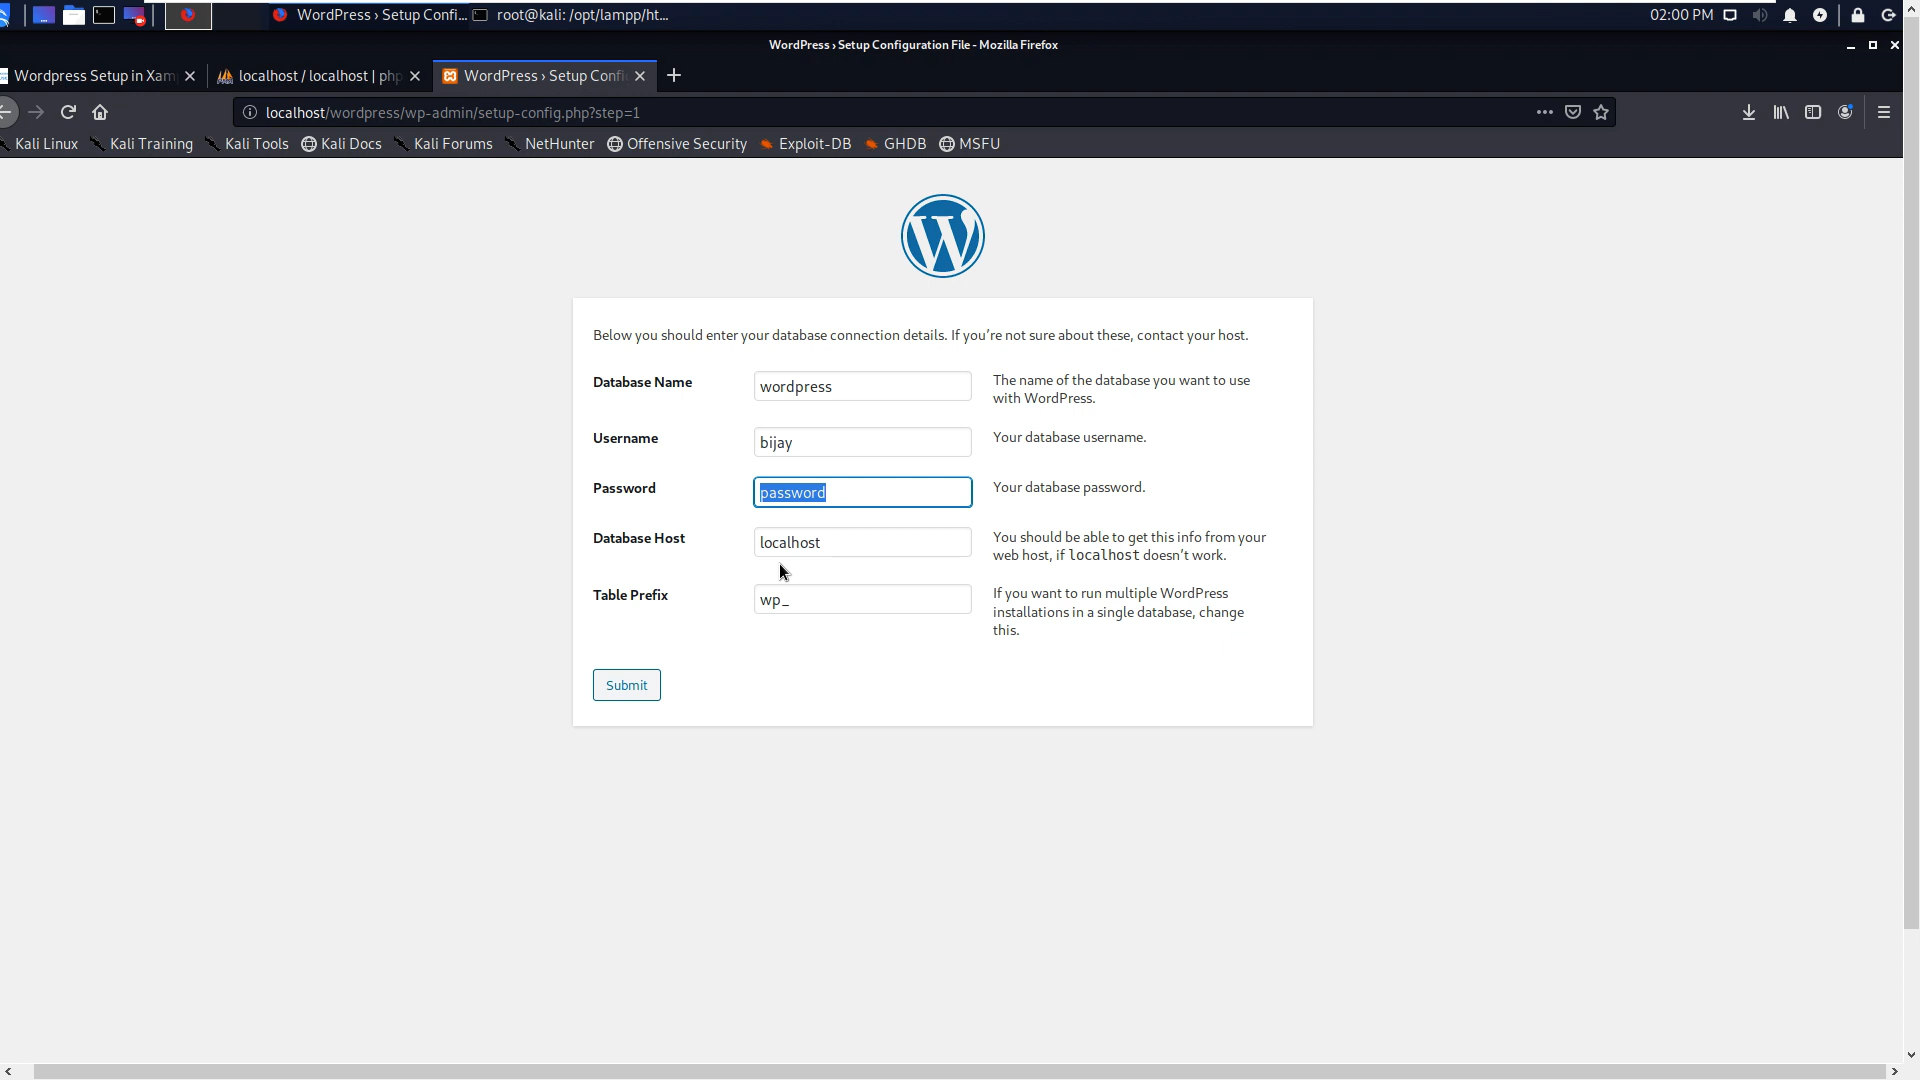 WordPress › Setup Confi...
root@kali: /opt/lampp/ht...
02:00 PM
WordPress › Setup Configuration File - Mozilla Firefox
Wordpress Setup in Xam
localhost / localhost | php
WordPress › Setup Confi
localhost/wordpress/wp-admin/setup-config.php?step=1
Kali Linux
Kali Training
Kali Tools
Kali Docs
Kali Forums
NetHunter
Offensive Security
Exploit-DB
GHDB
MSFU
Below you should enter your database connection details. If you’re not sure about these, contact your host.
Database Name
wordpress
The name of the database you want to use
with WordPress.
Username
bijay
Your database username.
Password
password
Your database password.
Database Host
localhost
You should be able to get this info from your
web host, if localhost doesn’t work.
Table Prefix
wp_
If you want to run multiple WordPress
installations in a single database, change
this.
Submit